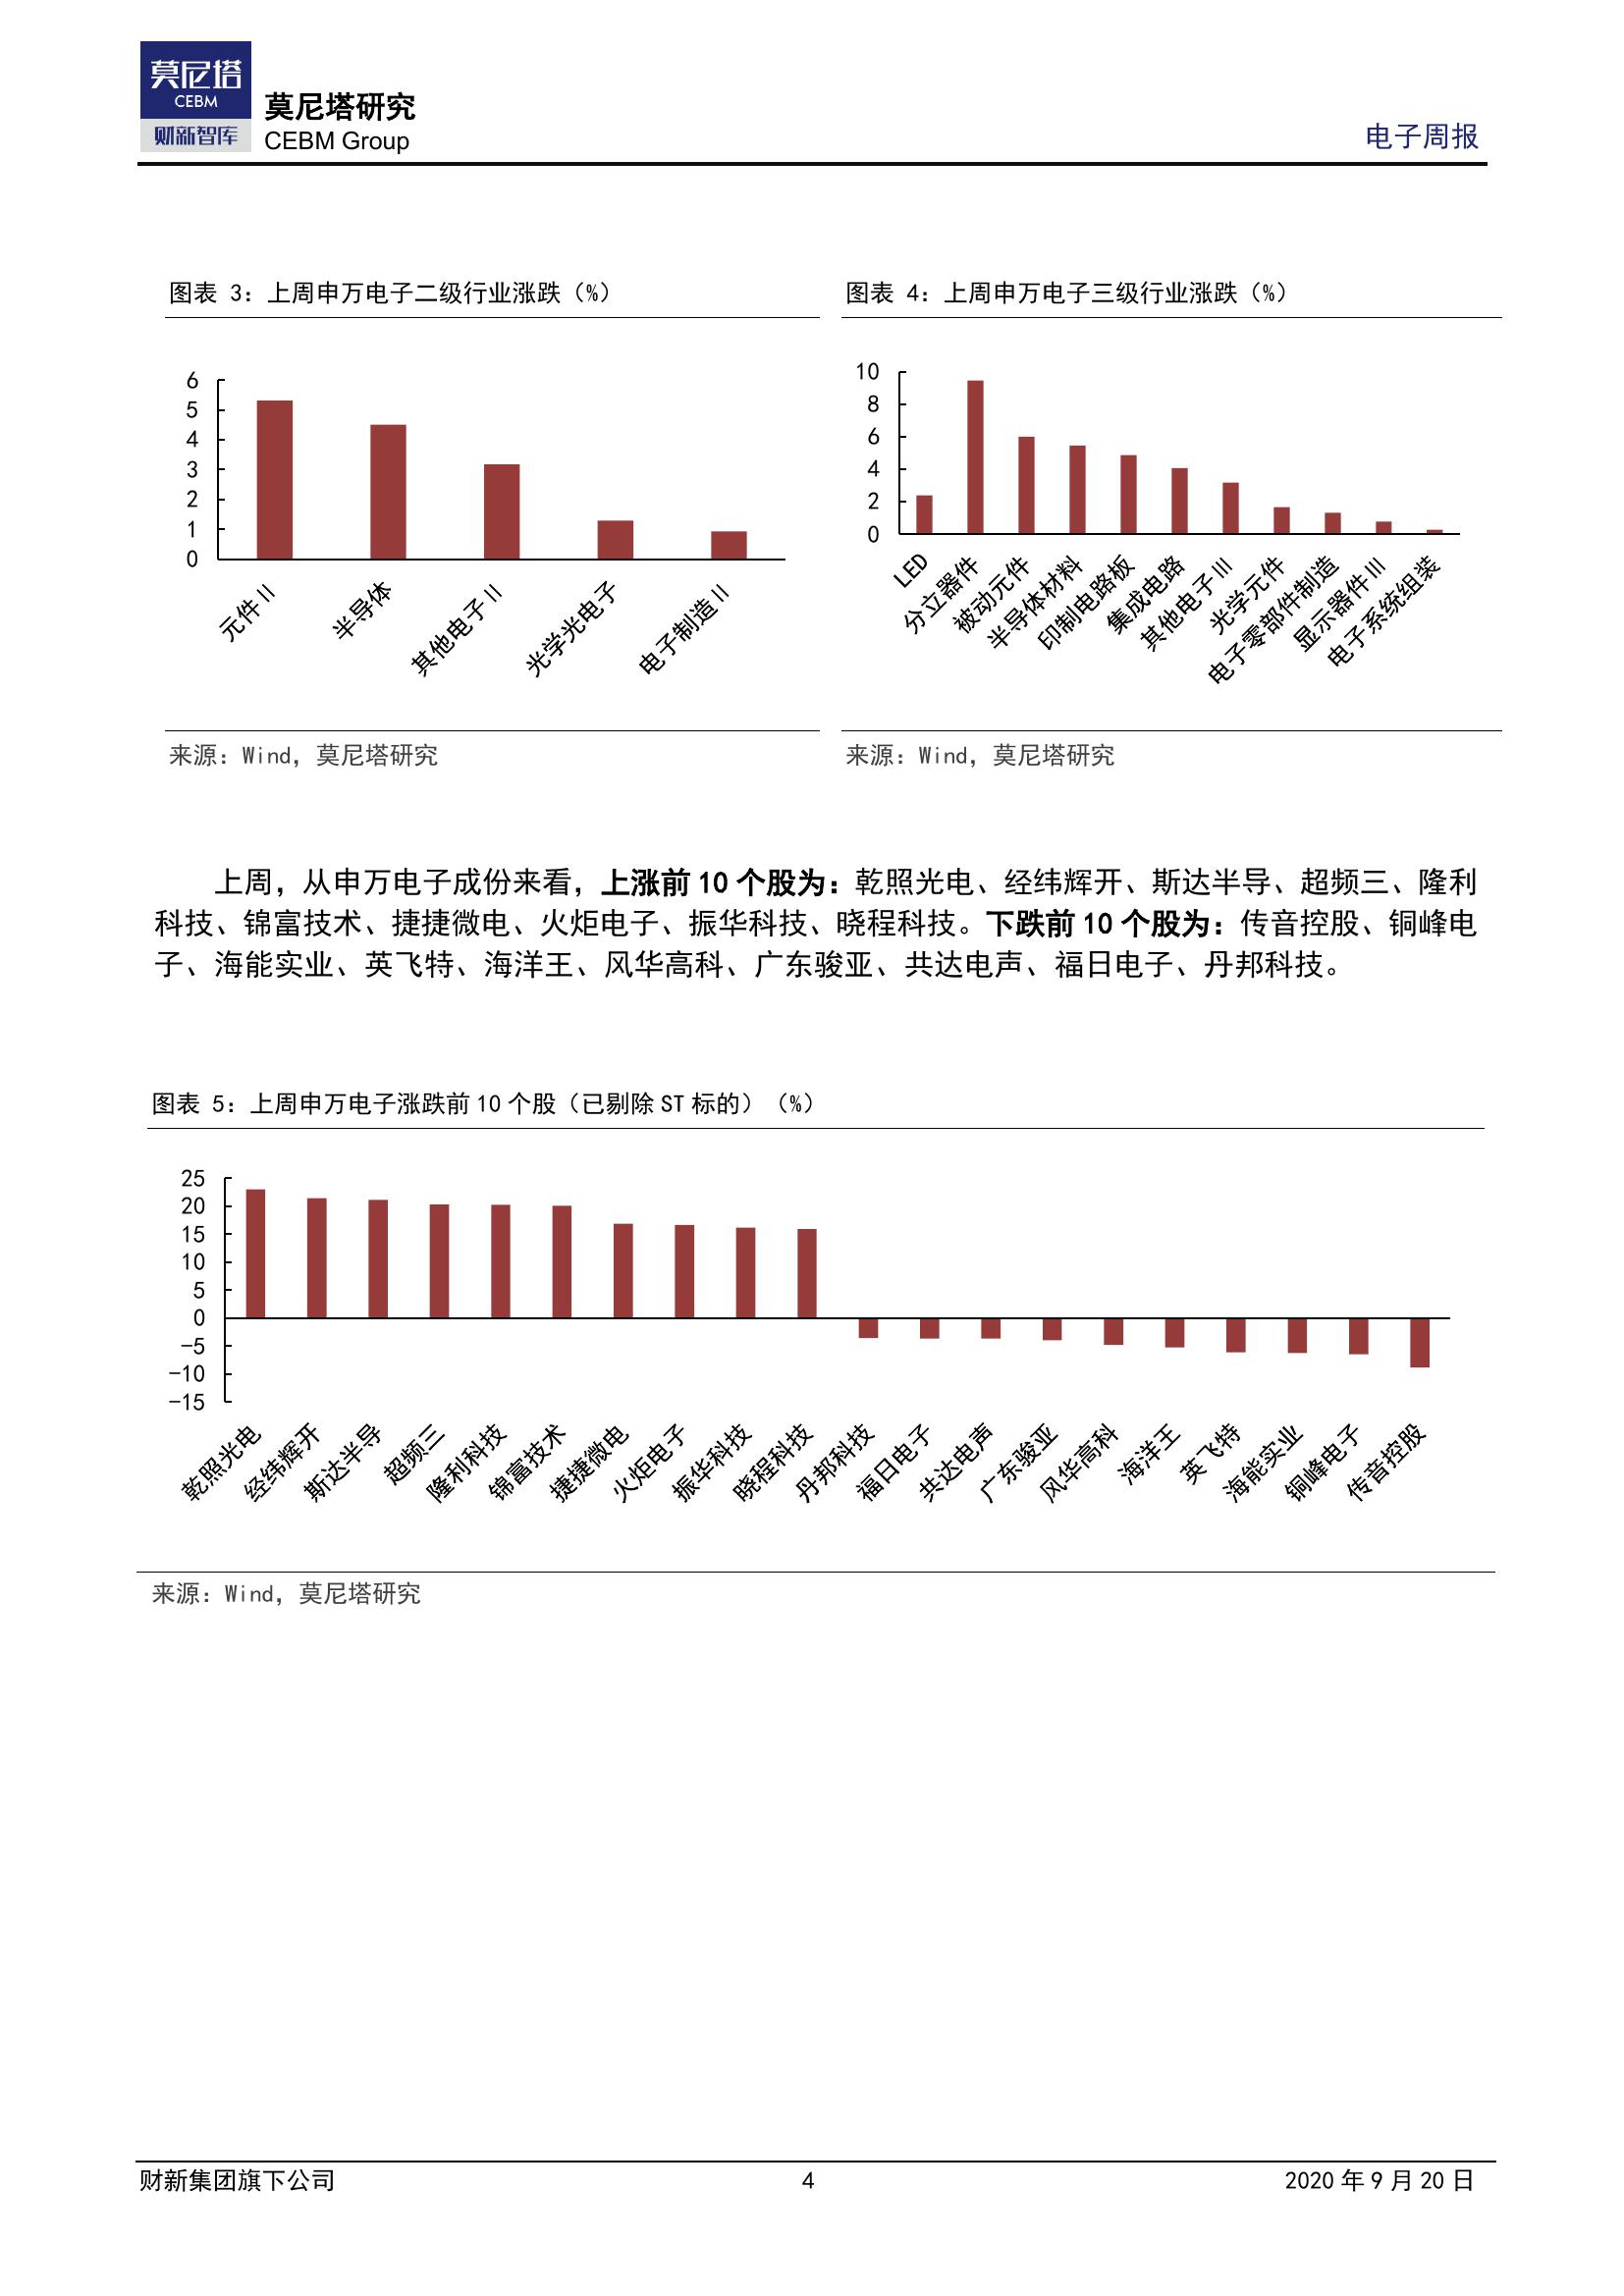 莫尼塔
CEBM
财新智库
莫尼塔研究
CEBM Group
电子周报
图表 3：上周申万电子二级行业涨跌（%）
6
5
4
3
2
1
0
元件Ⅱ
半导体
其他电子Ⅱ
光学光电子
电子制造Ⅱ
来源：Wind，莫尼塔研究
图表 4：上周申万电子三级行业涨跌（%）
10
8
6
4
2
0
LED
分立器件
被动元件
半导体材料
印制电路板
集成电路
其他电子Ⅲ
光学元件
电子零部件制造
显示器件Ⅲ
电子系统组装
来源：Wind，莫尼塔研究
上周，从申万电子成份来看，上涨前 10 个股为：乾照光电、经纬辉开、斯达半导、超频三、隆利
科技、锦富技术、捷捷微电、火炬电子、振华科技、晓程科技。下跌前 10 个股为：传音控股、铜峰电
子、海能实业、英飞特、海洋王、风华高科、广东骏亚、共达电声、福日电子、丹邦科技。
图表 5：上周申万电子涨跌前 10 个股（已剔除 ST 标的）（%）
25
20
15
10
5
0
-5
-10
-15
乾照光电
经纬辉开
斯达半导
超频三
隆利科技
锦富技术
捷捷微电
火炬电子
振华科技
晓程科技
丹邦科技
福日电子
共达电声
广东骏亚
风华高科
海洋王
英飞特
海能实业
铜峰电子
传音控股
来源：Wind，莫尼塔研究
财新集团旗下公司
4
2020 年 9 月 20 日